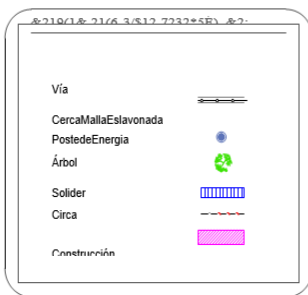 Vía
CercaMallaEslavonada
PostedeEnergia
Árbol
Solider
Circa
Construcción